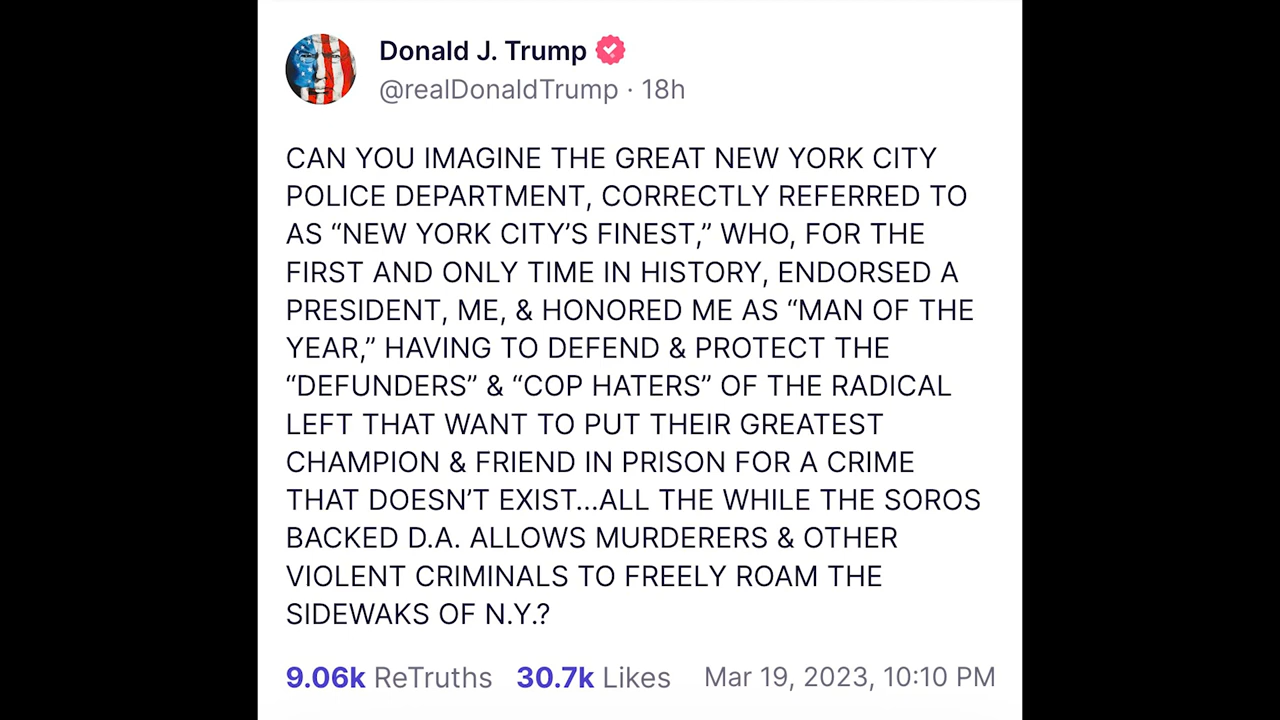 Donald J. Trump
@realDonaldTrump · 18h
CAN YOU IMAGINE THE GREAT NEW YORK CITY
POLICE DEPARTMENT, CORRECTLY REFERRED TO
AS “NEW YORK CITY’S FINEST,” WHO, FOR THE
FIRST AND ONLY TIME IN HISTORY, ENDORSED A
PRESIDENT, ME, & HONORED ME AS “MAN OF THE
YEAR,” HAVING TO DEFEND & PROTECT THE
“DEFUNDERS” & “COP HATERS” OF THE RADICAL
LEFT THAT WANT TO PUT THEIR GREATEST
CHAMPION & FRIEND IN PRISON FOR A CRIME
THAT DOESN’T EXIST...ALL THE WHILE THE SOROS
BACKED D.A. ALLOWS MURDERERS & OTHER
VIOLENT CRIMINALS TO FREELY ROAM THE
SIDEWAKS OF N.Y.?
9.06k ReTruths 30.7k Likes Mar 19, 2023, 10:10 PM